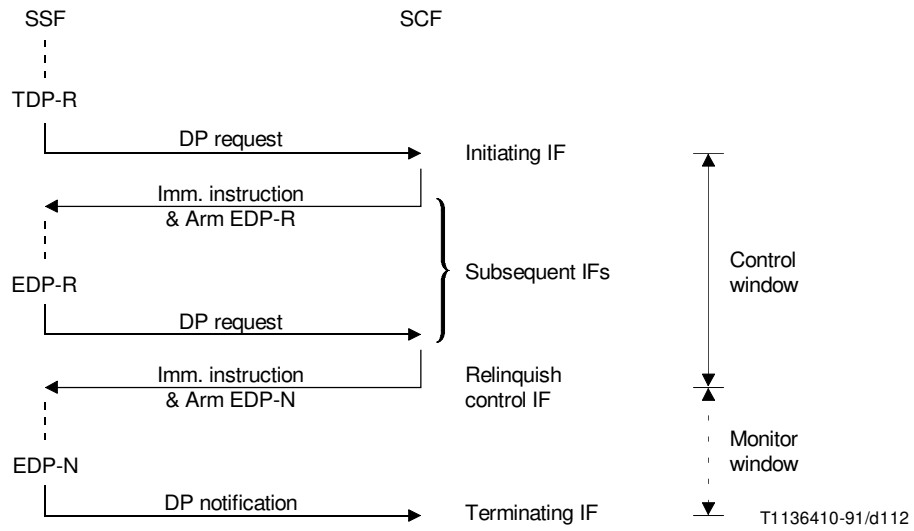 SSF
SCF
TDP-R
DP request
Initiating IF
Imm. instruction
& Arm EDP-R
Subsequent IFs
Control
window
EDP-R
DP request
Imm. instruction
& Arm EDP-N
Relinquish
control IF
Monitor
window
EDP-N
DP notification
Terminating IF
T1136410-91/d112